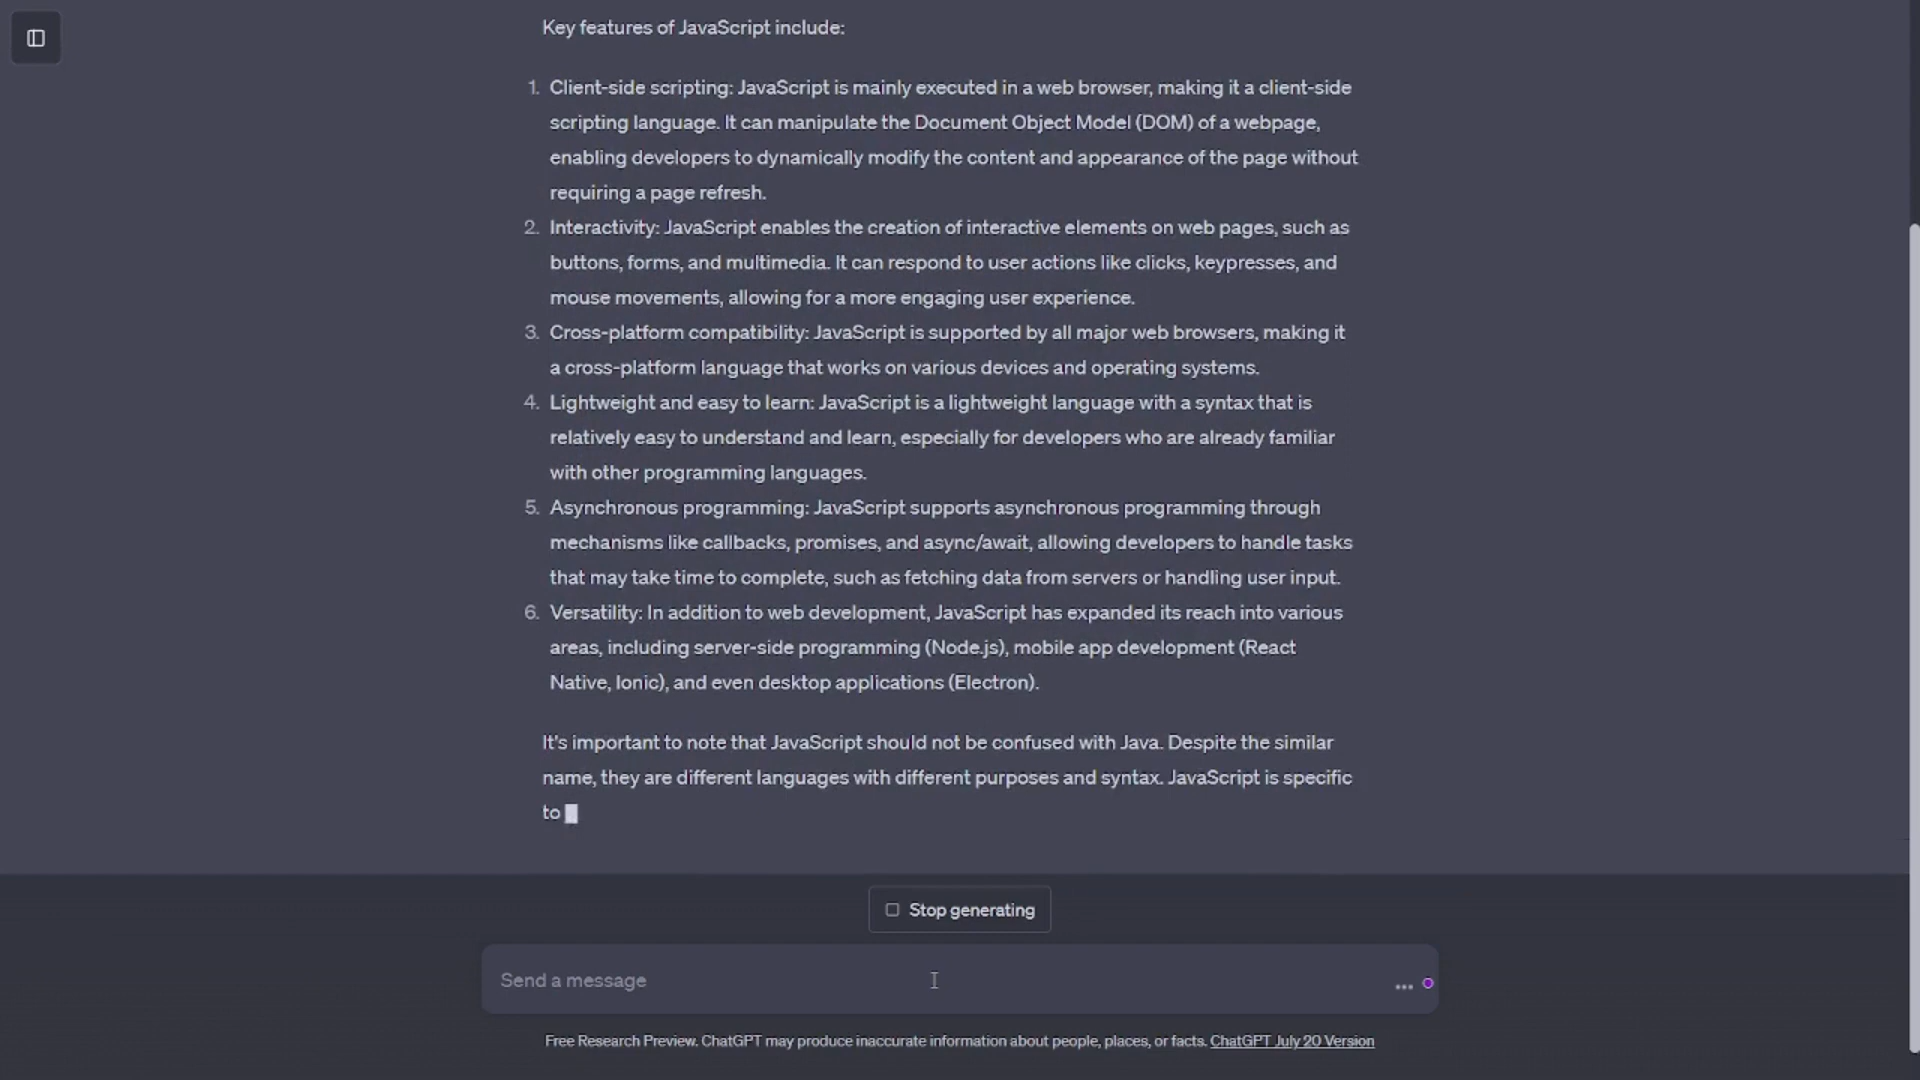 Key features of JavaScript include:
1. Client-side scripting: JavaScript is mainly executed in a web browser, making it a client-side
scripting language. It can manipulate the Document Object Model (DOM) of a webpage,
enabling developers to dynamically modify the content and appearance of the page without
requiring a page refresh.
2. Interactivity: JavaScript enables the creation of interactive elements on web pages, such as
buttons, forms, and multimedia. It can respond to user actions like clicks, keypresses, and
mouse movements, allowing for a more engaging user experience.
3. Cross-platform compatibility: JavaScript is supported by all major web browsers, making it
a cross-platform language that works on various devices and operating systems.
4. Lightweight and easy to learn: JavaScript is a lightweight language with a syntax that is
relatively easy to understand and learn, especially for developers who are already familiar
with other programming languages.
5. Asynchronous programming: JavaScript supports asynchronous programming through
mechanisms like callbacks, promises, and async/await, allowing developers to handle tasks
that may take time to complete, such as fetching data from servers or handling user input.
6. Versatility: In addition to web development, JavaScript has expanded its reach into various
areas, including server-side programming (Node.js), mobile app development (React
Native, Ionic), and even desktop applications (Electron).
It's important to note that JavaScript should not be confused with Java. Despite the similar
name, they are different languages with different purposes and syntax. JavaScript is specific
to
Stop generating
Send a message
Free Research Preview. ChatGPT may produce inaccurate information about people, places, or facts. ChatGPT July 20 Version